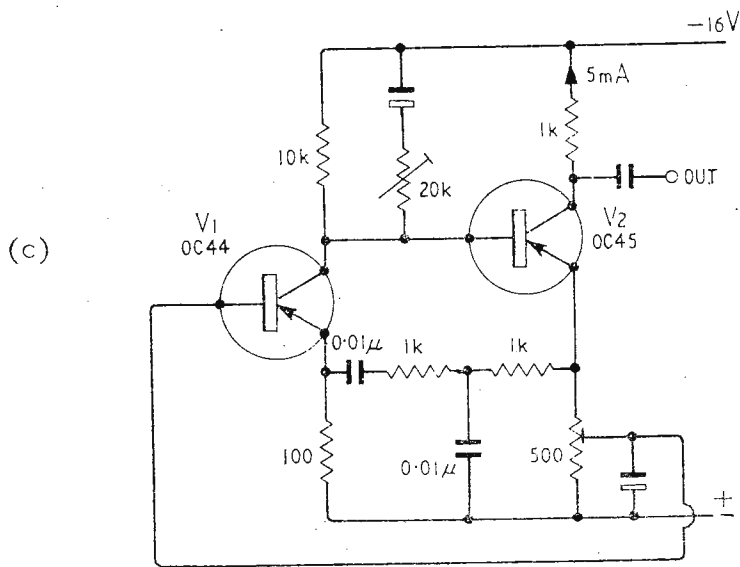 −16V
5mA
1k
10k
20k
OUT
V1
OC44
V2
OC45
(c)
0·01μ
1k
1k
100
0·01μ
500
+
−